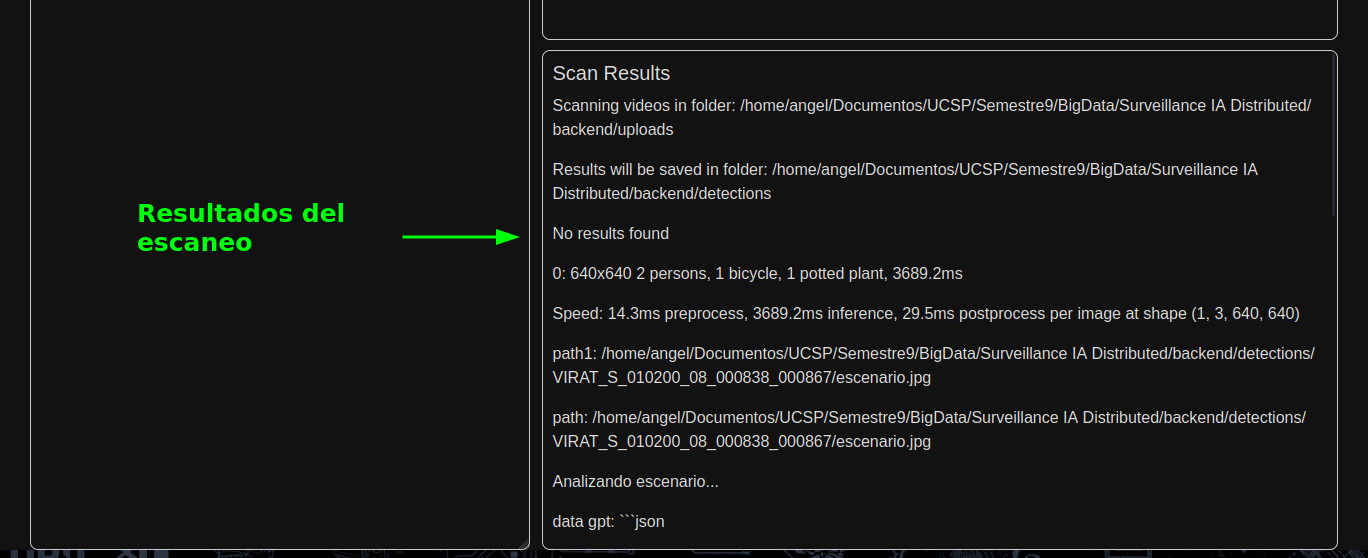 Scan Results
Scanning videos in folder: /home/angel/Documentos/UCSP/Semestre9/BigData/Surveillance IA Distributed/
backend/uploads
Results will be saved in folder: /home/angel/Documentos/UCSP/Semestre9/BigData/Surveillance IA
Distributed/backend/detections
Resultados del
escaneo
No results found
0: 640x640 2 persons, 1 bicycle, 1 potted plant, 3689.2ms
Speed: 14.3ms preprocess, 3689.2ms inference, 29.5ms postprocess per image at shape (1, 3, 640, 640)
path1: /home/angel/Documentos/UCSP/Semestre9/BigData/Surveillance IA Distributed/backend/detections/
VIRAT_S_010200_08_000838_000867/escenario.jpg
path: /home/angel/Documentos/UCSP/Semestre9/BigData/Surveillance IA Distributed/backend/detections/
VIRAT_S_010200_08_000838_000867/escenario.jpg
Analizando escenario...
data gpt: ```json